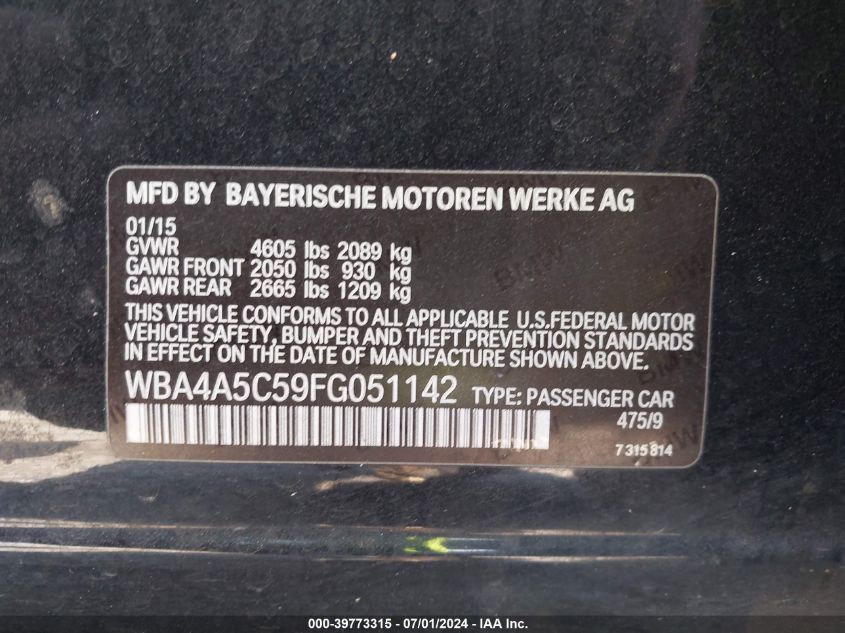 MFD BY BAYERISCHE MOTOREN WERKE AG
01/15
GVWR 4605 lbs 2089 kg
GAWR FRONT 2050 lbs 930 kg
GAWR REAR 2665 lbs 1209 kg
THIS VEHICLE CONFORMS TO ALL APPLICABLE U.S.FEDERAL MOTOR
VEHICLE SAFETY, BUMPER AND THEFT PREVENTION STANDARDS
IN EFFECT ON THE DATE OF MANUFACTURE SHOWN ABOVE.
WBA4A5C59FG051142 TYPE: PASSENGER CAR
475/9
7 315 814
000-39773315 - 07/01/2024 - IAA Inc.